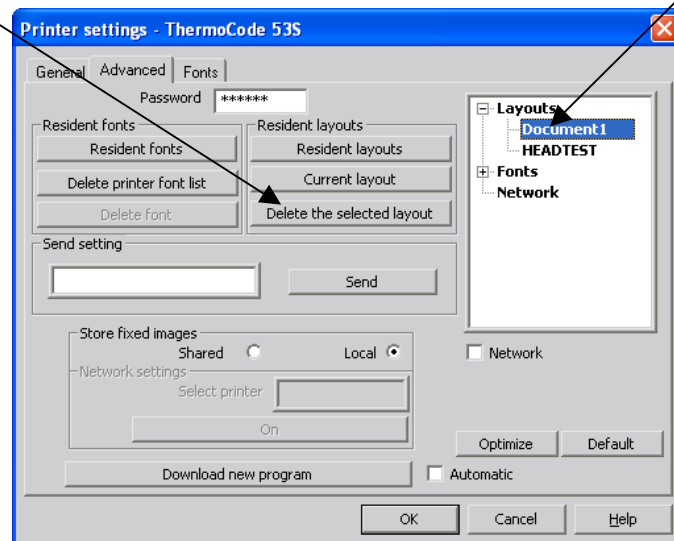 Printer settings - ThermoCode 53S
General Advanced Fonts
Password ******
Resident fonts
Resident fonts
Delete printer font list
Delete font
Resident layouts
Resident layouts
Current layout
Delete the selected layout
Layouts
Document1
HEADTEST
Fonts
Network
Send setting
Send
Store fixed images
Shared Local
Network settings
Select printer
On
Network
Optimize Default
Download new program Automatic
OK Cancel Help